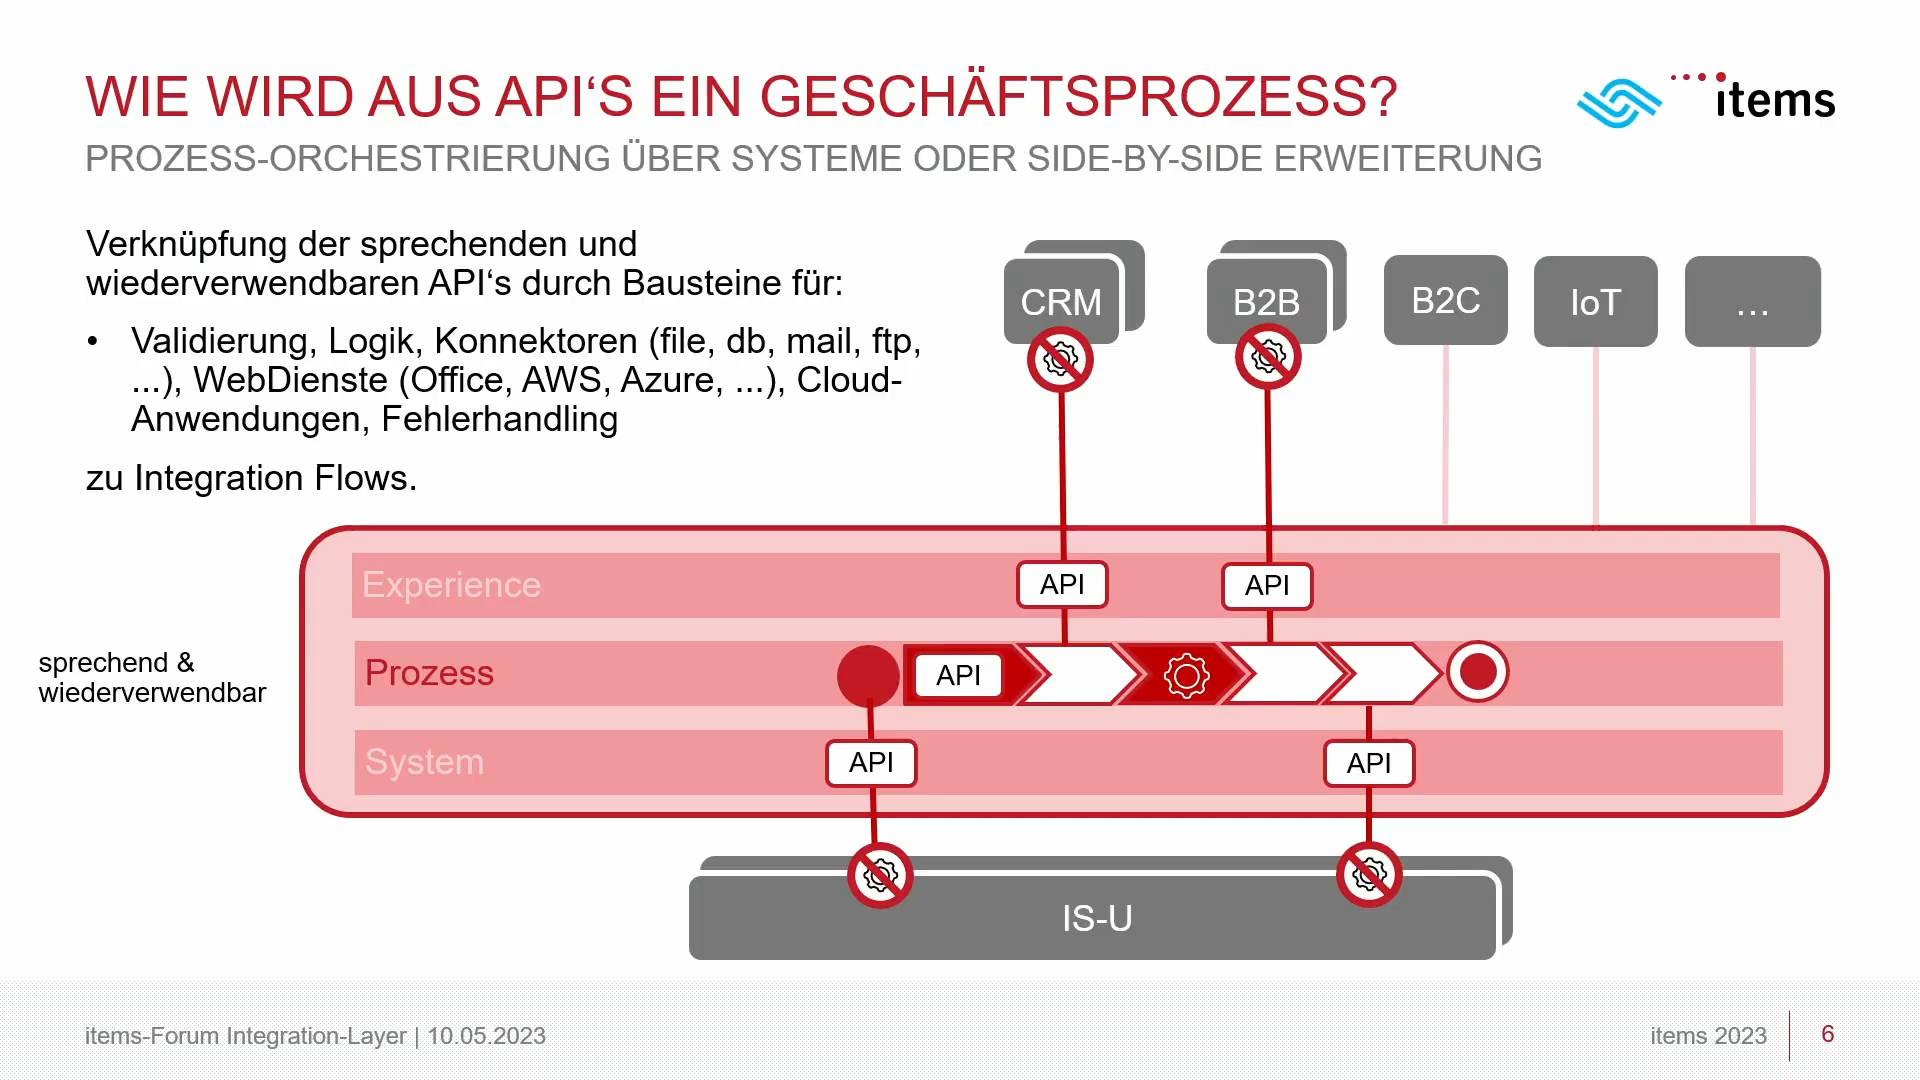 WIE WIRD AUS API‘S EIN GESCHÄFTSPROZESS?
items
PROZESS-ORCHESTRIERUNG ÜBER SYSTEME ODER SIDE-BY-SIDE ERWEITERUNG
Verknüpfung der sprechenden und
wiederverwendbaren API‘s durch Bausteine für:
• Validierung, Logik, Konnektoren (file, db, mail, ftp,
...), WebDienste (Office, AWS, Azure, ...), Cloud-
Anwendungen, Fehlerhandling
zu Integration Flows.
CRM
B2B
B2C
IoT
...
Experience
API
API
sprechend &
wiederverwendbar
Prozess
API
System
API
API
IS-U
items-Forum Integration-Layer | 10.05.2023
items 2023
6